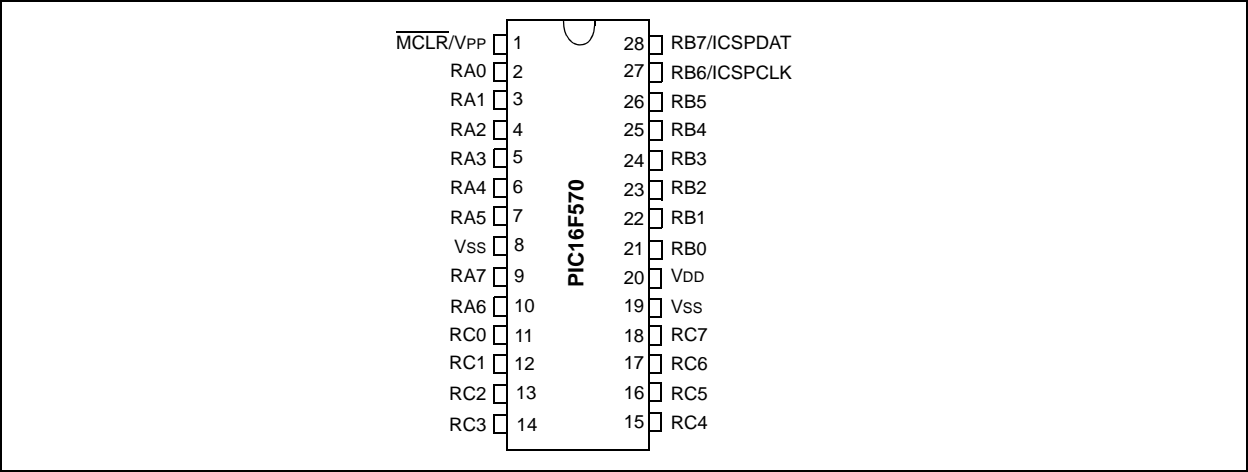 MCLR/VPP 1 28 RB7/ICSPDAT
RA0 2 27 RB6/ICSPCLK
RA1 3 26 RB5
RA2 4 25 RB4
RA3 5 24 RB3
RA4 6 23 RB2
RA5 7 22 RB1
VSS 8 21 RB0
RA7 9 20 VDD
RA6 10 19 VSS
RC0 11 18 RC7
RC1 12 17 RC6
RC2 13 16 RC5
RC3 14 15 RC4
PIC16F570